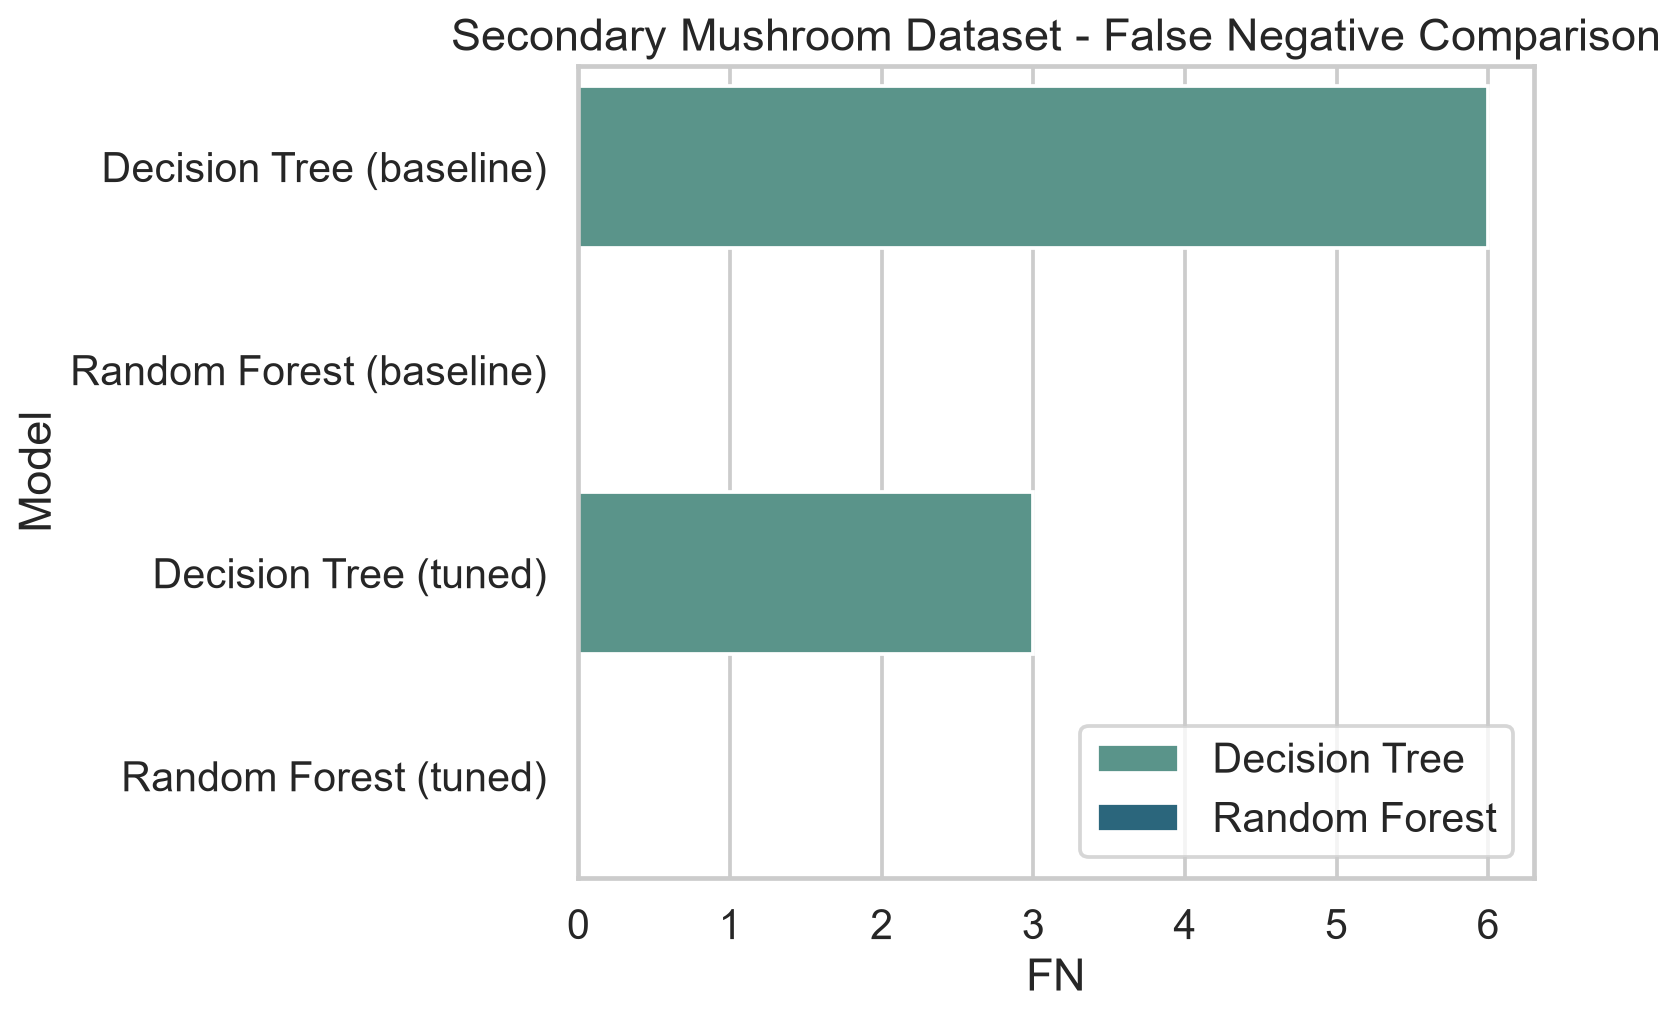 Secondary Mushroom Dataset - False Negative Comparison
Decision Tree (baseline)
Random Forest (baseline)
Model
Decision Tree (tuned)
Random Forest (tuned)
Decision Tree
Random Forest
0 1 2 3 4 5 6
FN